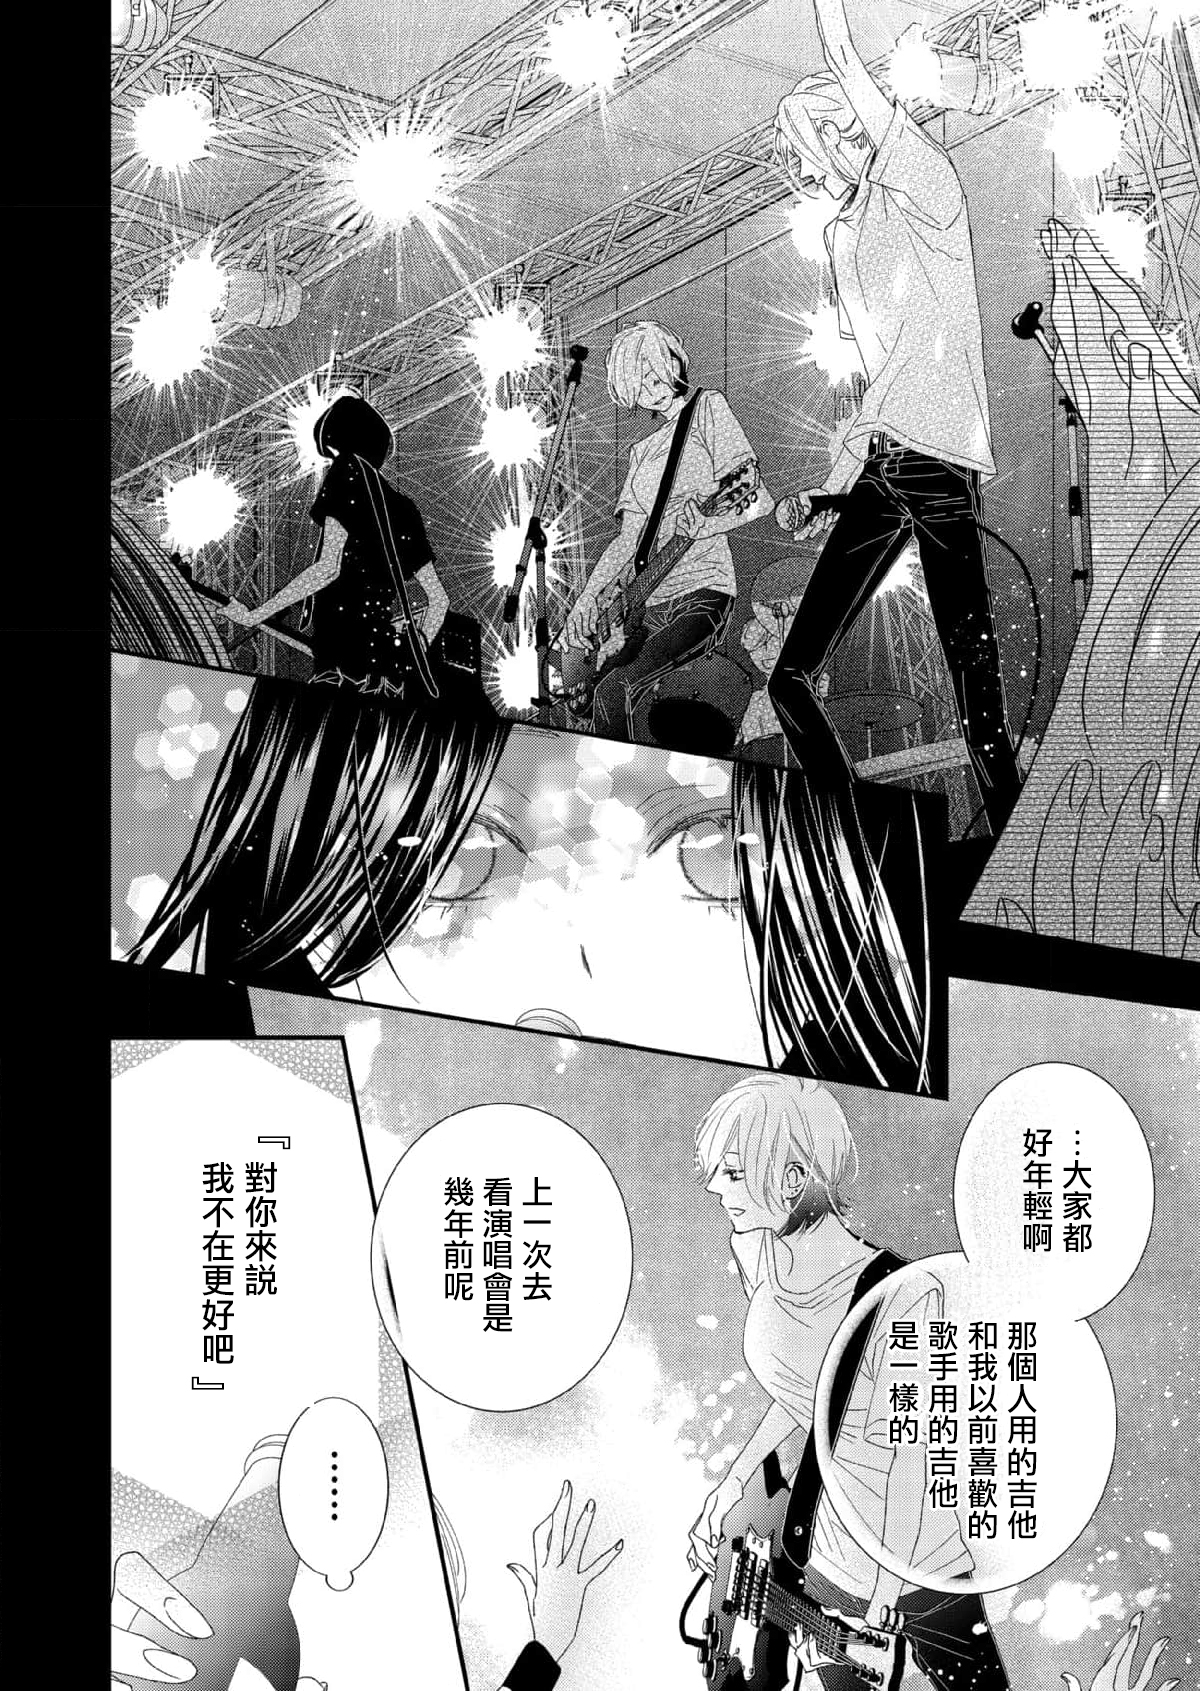 …大家都
好年輕啊
那個人用的吉他
和我以前喜歡的
歌手用的吉他
是一樣的
上一次去
看演唱會是
幾年前呢
『對你來説
我不在更好吧』
……